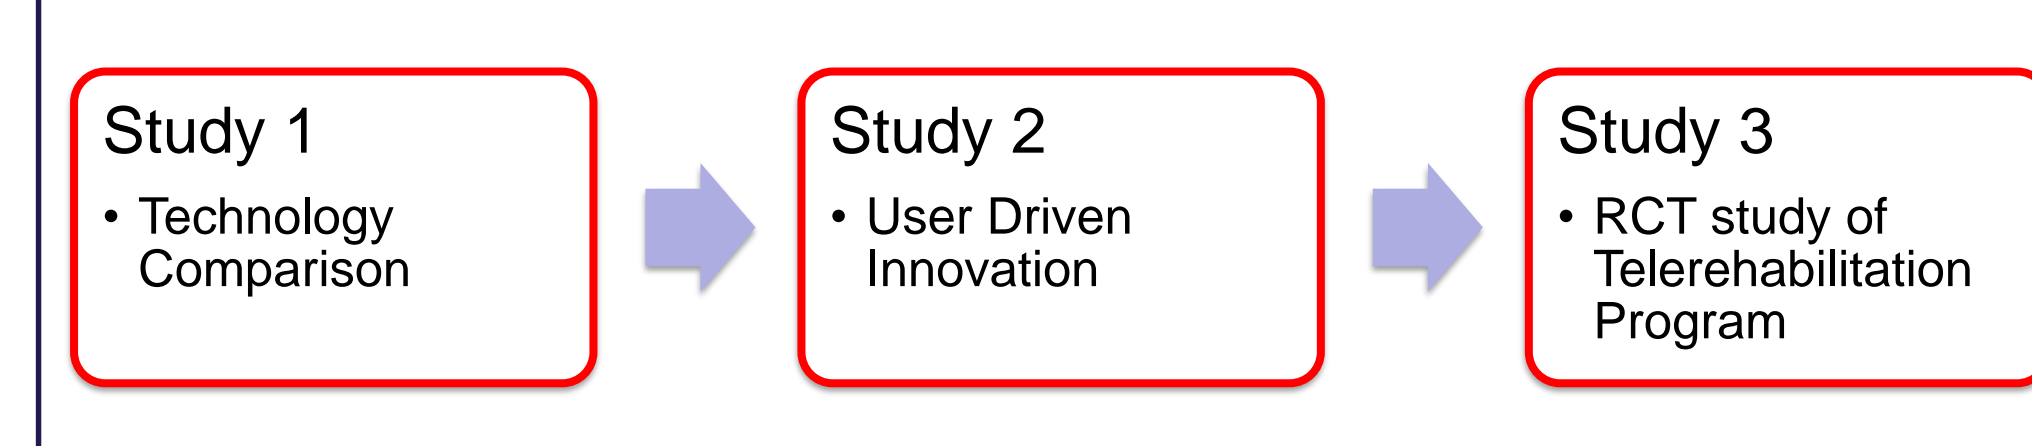 Study 1
• Technology
Comparison
Study 2
• User Driven
Innovation
Study 3
• RCT study of
Telerehabilitation
Program